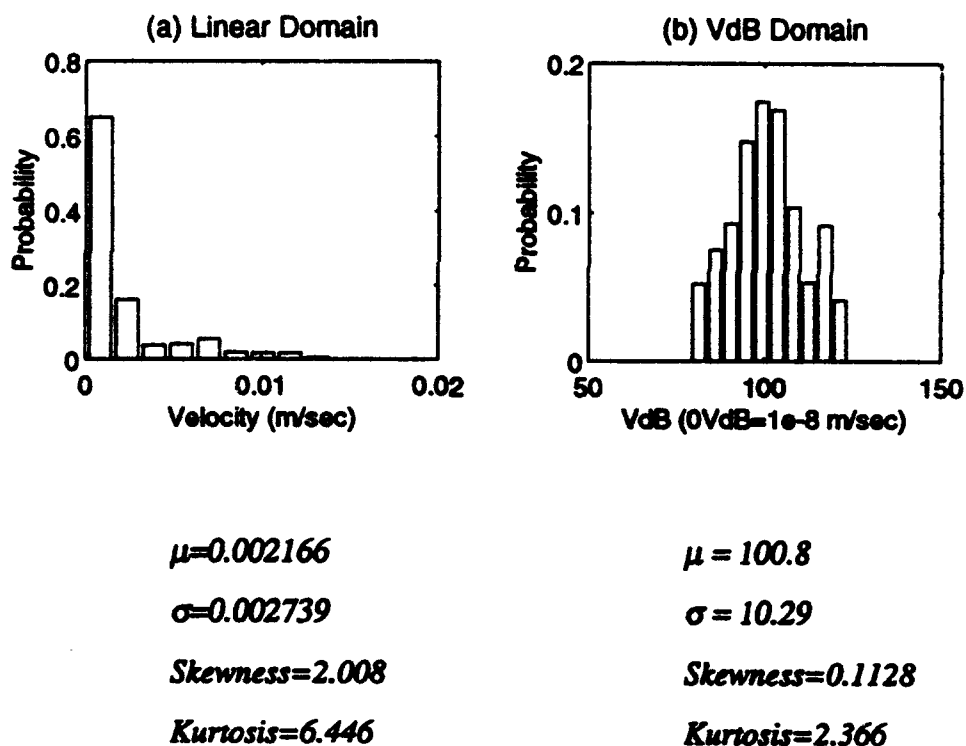 (a) Linear Domain
0.8
0.6
0.4
0.2
0
Probability
0
0.01
0.02
Velocity (m/sec)
(b) VdB Domain
0.2
0.1
0
Probability
50
100
150
VdB (0VdB=1e-8 m/sec)
μ=0.002166
σ=0.002739
Skewness=2.008
Kurtosis=6.446
μ = 100.8
σ = 10.29
Skewness=0.1128
Kurtosis=2.366